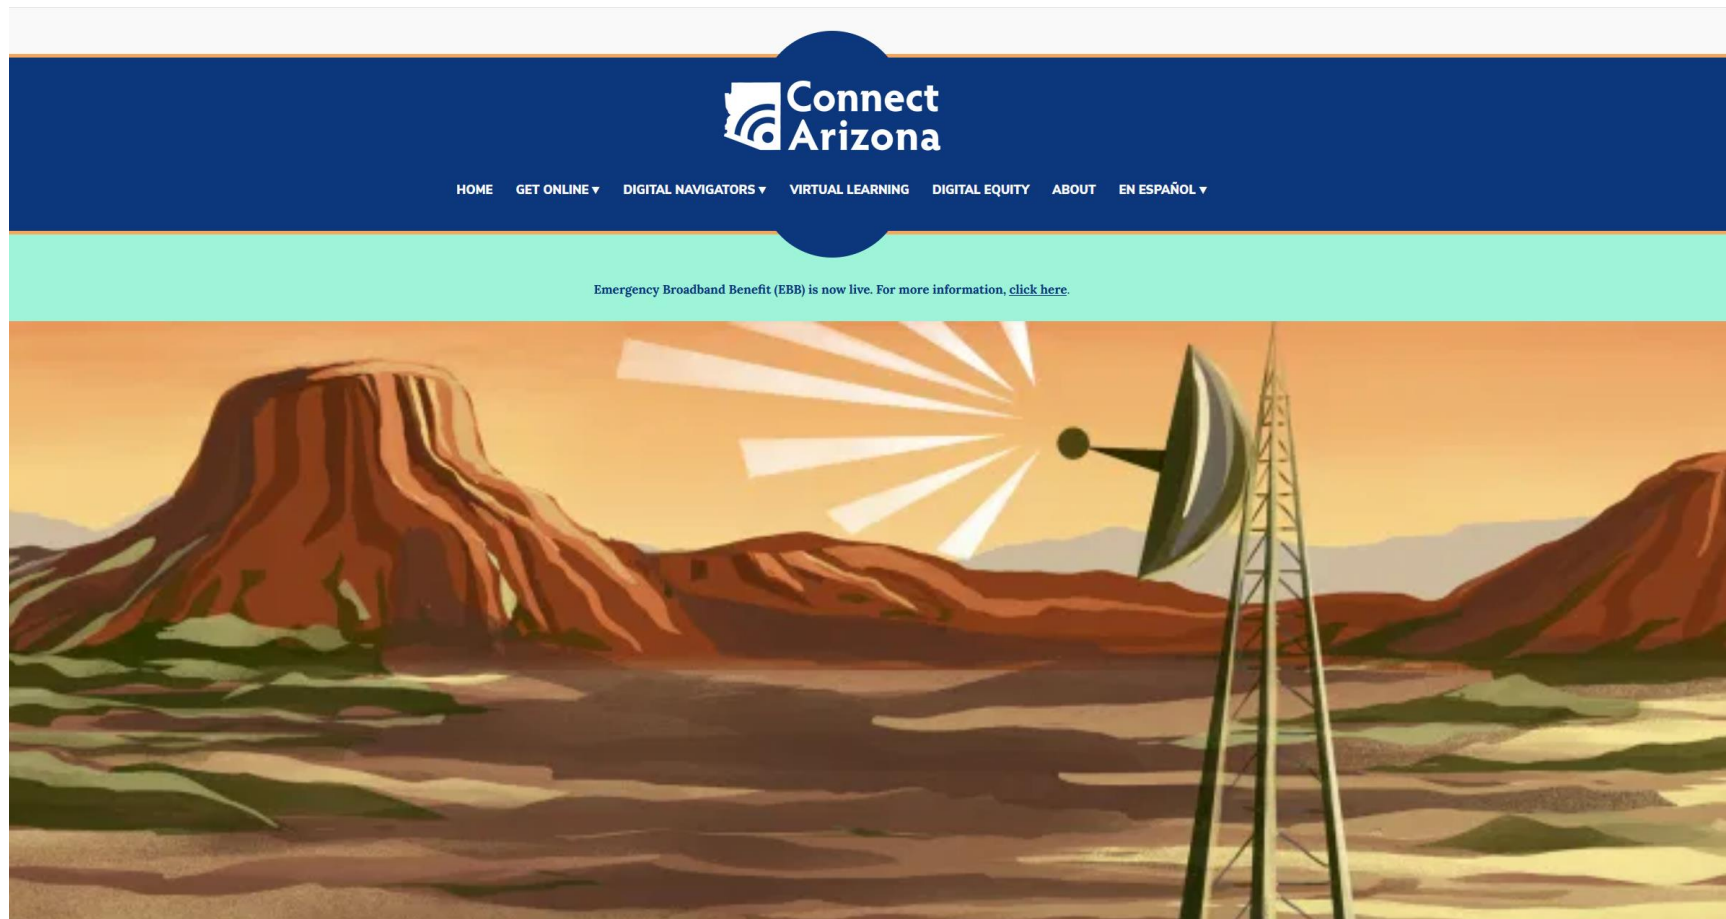 Connect
Arizona
HOME GET ONLINE ▾ DIGITAL NAVIGATORS ▾ VIRTUAL LEARNING DIGITAL EQUITY ABOUT EN ESPAÑOL ▾
Emergency Broadband Benefit (EBB) is now live. For more information, click here.